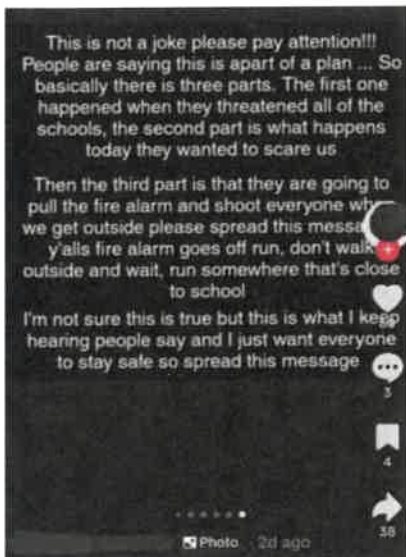 This is not a joke please pay attention!!!
People are saying this is apart of a plan ... So
basically there is three parts. The first one
happened when they threatened all of the
schools, the second part is what happens
today they wanted to scare us
Then the third part is that they are going to
pull the fire alarm and shoot everyone
we get outside please spread this
y'alls fire alarm goes off run, don't walk
outside and wait, run somewhere that's close
to school
I'm not sure this is true but this is what I keep
hearing people say and I just want everyone
to stay safe so spread this message
3
4
38
Photo · 2d ago